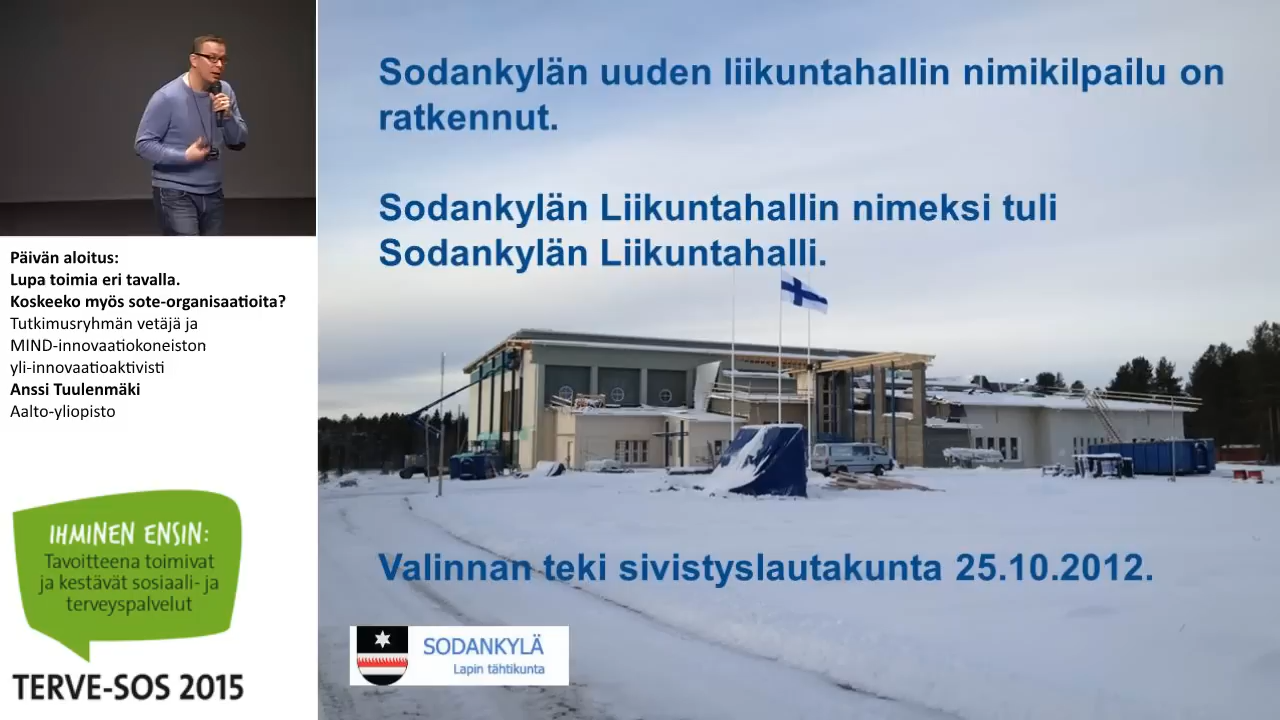 Sodankylän uuden liikuntahallin nimikilpailu on
ratkennut.
Sodankylän Liikuntahallin nimeksi tuli
Sodankylän Liikuntahalli.
Valinnan teki sivistyslautakunta 25.10.2012.
SODANKYLÄ
Lapin tähtikunta
Päivän aloitus:
Lupa toimia eri tavalla.
Koskeeko myös sote-organisaatioita?
Tutkimusryhmän vetäjä ja
MIND-innovaatiokoneiston
yli-innovaatioaktivisti
Anssi Tuulenmäki
Aalto-yliopisto
IHMINEN ENSIN:
Tavoitteena toimivat
ja kestävät sosiaali- ja
terveyspalvelut
TERVE-SOS 2015